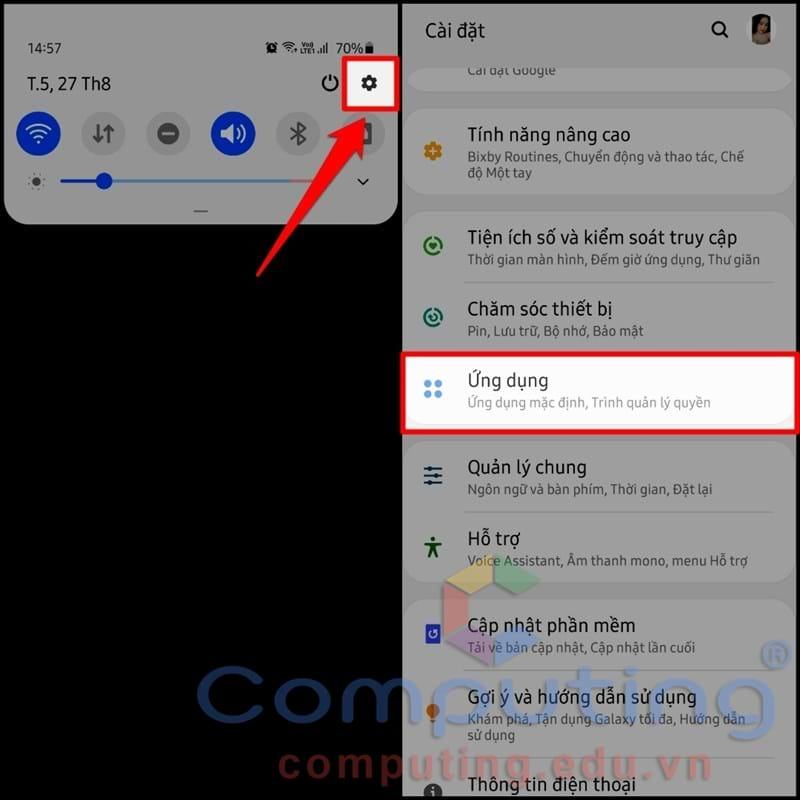 14:57
70%
T.5, 27 Th8
Cài đặt
Cài đặt Google
Tính năng nâng cao
Bixby Routines, Chuyển động và thao tác, Chế
độ Một tay
Tiện ích số và kiểm soát truy cập
Thời gian màn hình, Đếm giờ ứng dụng, Thư giãn
Chăm sóc thiết bị
Pin, Lưu trữ, Bộ nhớ, Bảo mật
Ứng dụng
Ứng dụng mặc định, Trình quản lý quyền
Quản lý chung
Ngôn ngữ và bàn phím, Thời gian, Đặt lại
Hỗ trợ
Voice Assistant, Âm thanh mono, menu Hỗ trợ
Cập nhật phần mềm
Tải về bản cập nhật, Cập nhật lần cuối
Computing®
Gợi ý và hướng dẫn sử dụng
Khám phá, Tận dụng Galaxy tối đa, Hướng dẫn
sử dụng
computing.edu.vn
Thông tin điện thoại